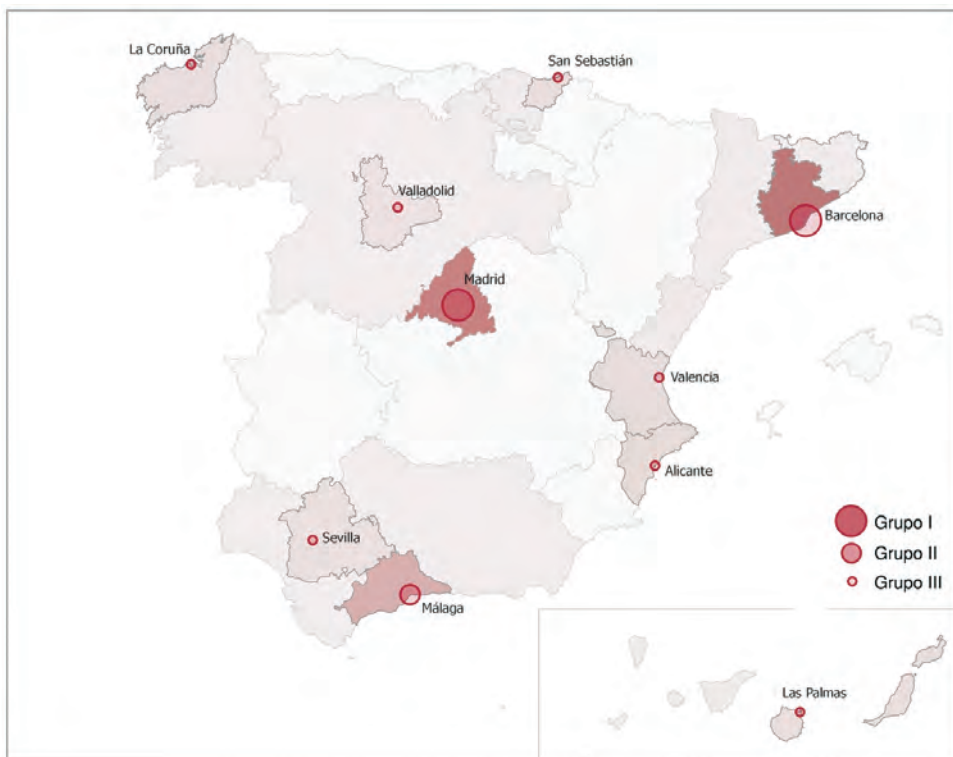 La Coruña
San Sebastián
Valladolid
Barcelona
Madrid
Valencia
Alicante
Sevilla
Málaga
Grupo I
Grupo II
Grupo III
Las Palmas